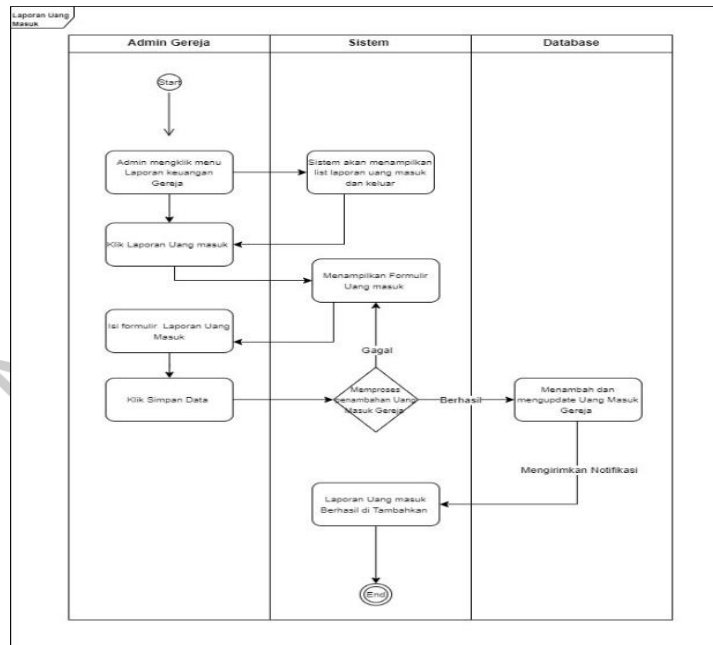 Laporan Uang
Masuk
Admin Gereja
Sistem
Database
Start
Admin mengklik menu
Laporan keuangan
Gereja
Sistem akan menampilkan
list laporan uang masuk
dan keluar
Klik Laporan Uang masuk
Menampilkan Formulir
Uang masuk
Isi formulir Laporan Uang
Masuk
Gagal
Klik Simpan Data
Memproses
penambahan Uang
Masuk Gereja
Berhasil
Menambah dan
mengupdate Uang Masuk
Gereja
Mengirimkan Notifikasi
Laporan Uang masuk
Berhasil di Tambahkan
End